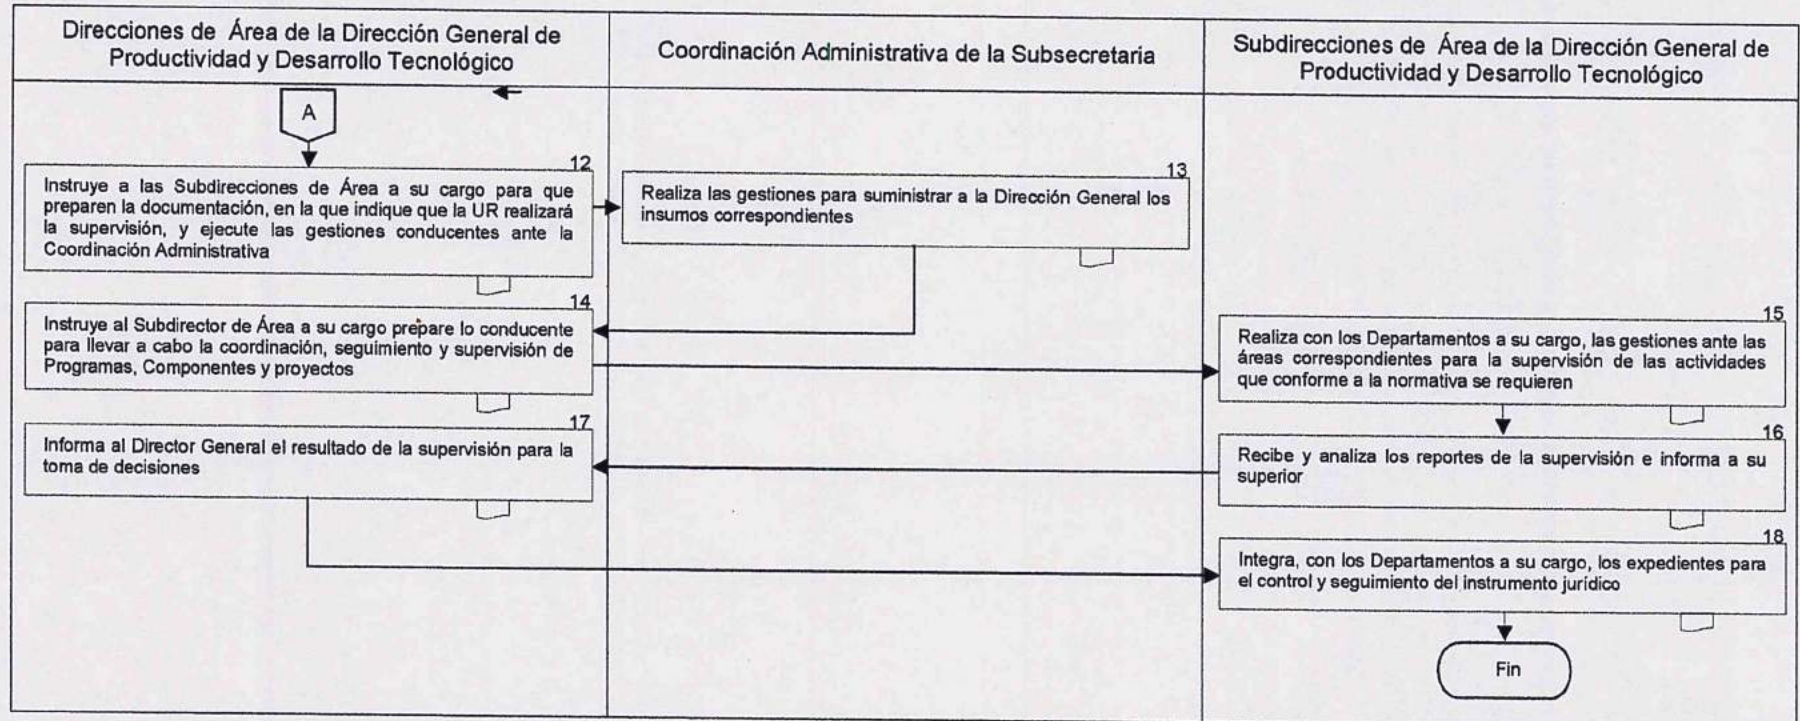 Direcciones de Área de la Dirección General de
Productividad y Desarrollo Tecnológico
Coordinación Administrativa de la Subsecretaria
Subdirecciones de Área de la Dirección General de
Productividad y Desarrollo Tecnológico
A
12
Instruye a las Subdirecciones de Área a su cargo para que
preparen la documentación, en la que indique que la UR realizará
la supervisión, y ejecute las gestiones conducentes ante la
Coordinación Administrativa
13
Realiza las gestiones para suministrar a la Dirección General los
insumos correspondientes
14
Instruye al Subdirector de Área a su cargo prepare lo conducente
para llevar a cabo la coordinación, seguimiento y supervisión de
Programas, Componentes y proyectos
15
Realiza con los Departamentos a su cargo, las gestiones ante las
áreas correspondientes para la supervisión de las actividades
que conforme a la normativa se requieren
16
Recibe y analiza los reportes de la supervisión e informa a su
superior
17
Informa al Director General el resultado de la supervisión para la
toma de decisiones
18
Integra, con los Departamentos a su cargo, los expedientes para
el control y seguimiento del instrumento jurídico
Fin